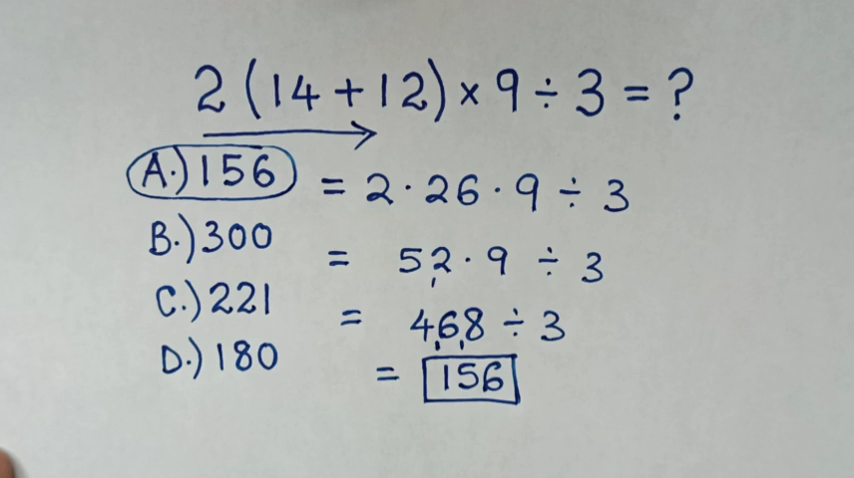 2 (14 + 12) × 9 ÷ 3 = ?
A.) 156 = 2 · 26 · 9 ÷ 3
B.) 300 = 52 · 9 ÷ 3
C.) 221 = 468 ÷ 3
D.) 180 = 156